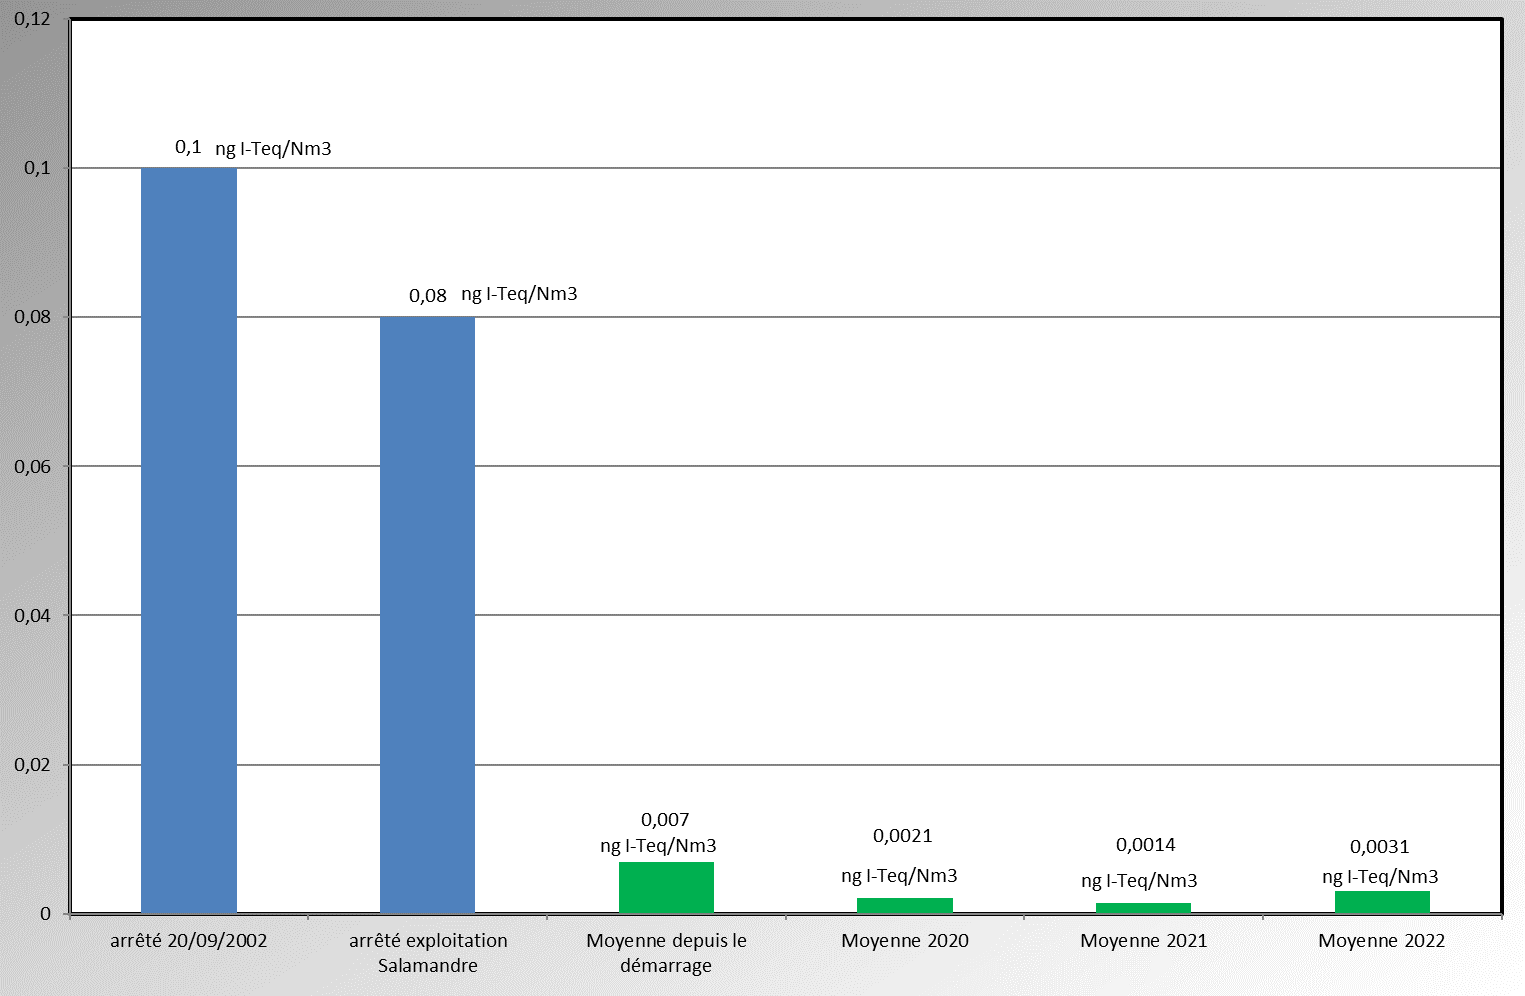 0,12
0,1
0,08
0,06
0,04
0,02
0
0,1 ng I-Teq/Nm3
0,08 ng I-Teq/Nm3
0,007
ng I-Teq/Nm3
0,0021
ng I-Teq/Nm3
0,0014
ng I-Teq/Nm3
0,0031
ng I-Teq/Nm3
arrêté 20/09/2002
arrêté exploitation
Salamandre
Moyenne depuis le
démarrage
Moyenne 2020
Moyenne 2021
Moyenne 2022